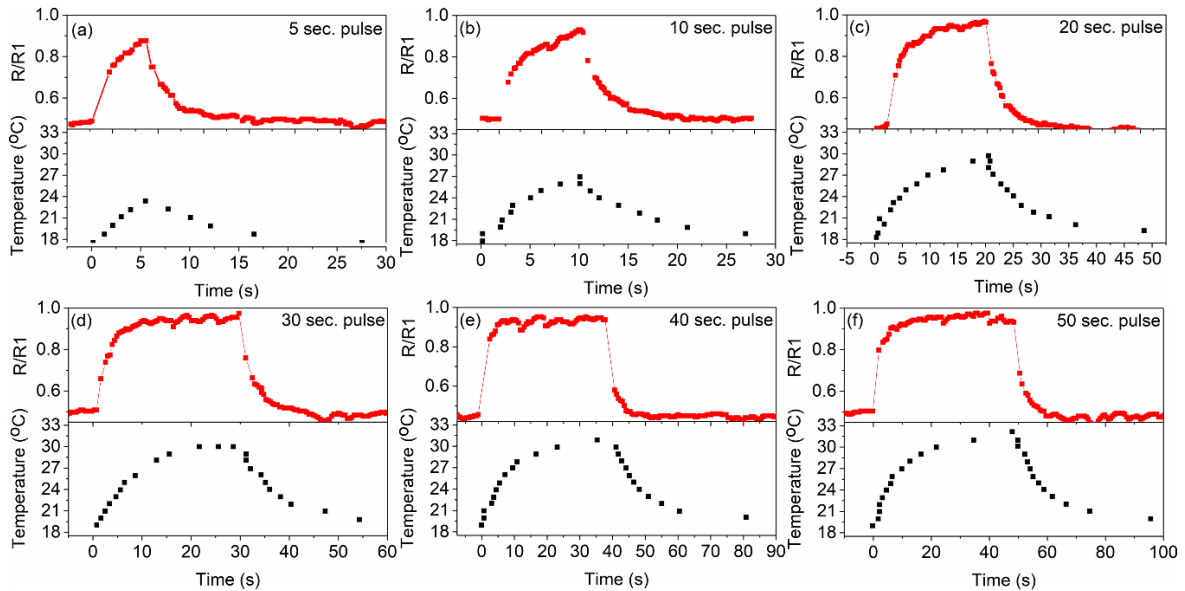 (a) 5 sec. pulse
R/R1
1.0
0.8
0.6
Temperature (°C)
33
30
27
24
21
18
0 5 10 15 20 25 30
Time (s)
(b) 10 sec. pulse
R/R1
1.0
0.8
0.6
Temperature (°C)
33
30
27
24
21
18
0 5 10 15 20 25 30
Time (s)
(c) 20 sec. pulse
R/R1
1.0
0.8
0.6
Temperature (°C)
33
30
27
24
21
18
-5 0 5 10 15 20 25 30 35 40 45 50
Time (s)
(d) 30 sec. pulse
R/R1
1.0
0.8
0.6
Temperature (°C)
33
30
27
24
21
18
0 10 20 30 40 50 60
Time (s)
(e) 40 sec. pulse
R/R1
1.0
0.8
0.6
Temperature (°C)
33
30
27
24
21
18
0 10 20 30 40 50 60 70 80 90
Time (s)
(f) 50 sec. pulse
R/R1
1.0
0.8
0.6
Temperature (°C)
33
30
27
24
21
18
0 20 40 60 80 100
Time (s)